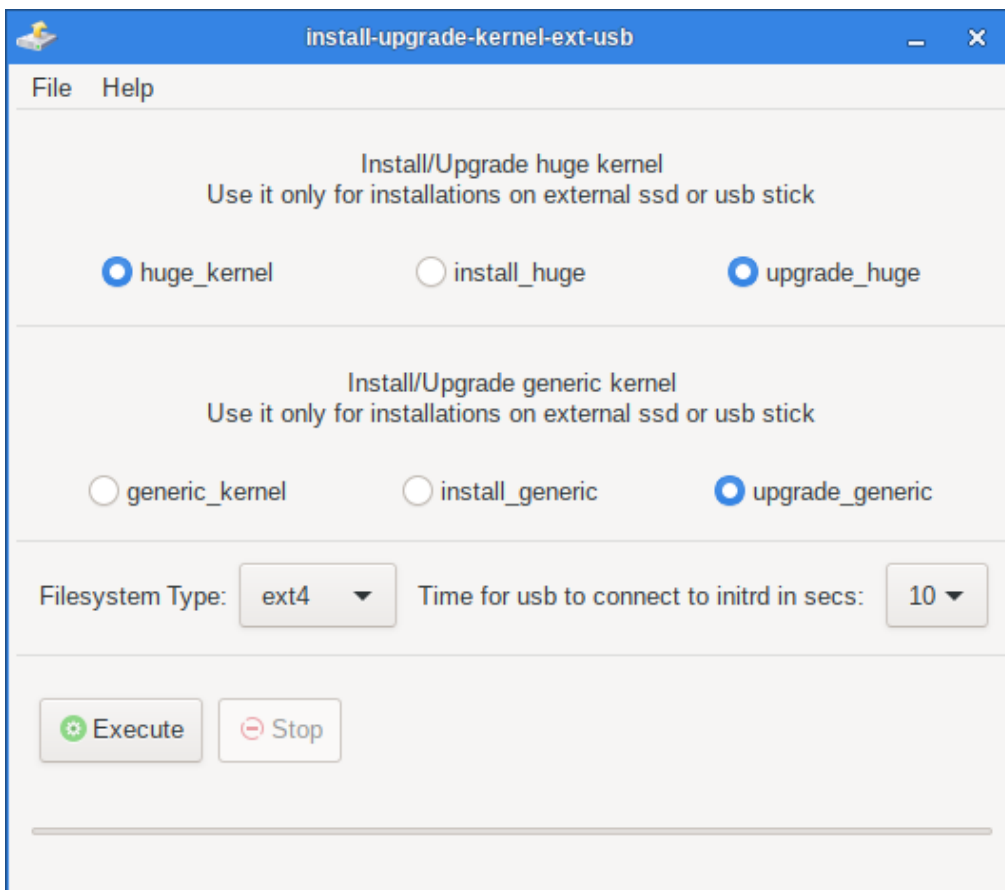 install-upgrade-kernel-ext-usb
File Help
Install/Upgrade huge kernel
Use it only for installations on external ssd or usb stick
huge_kernel install_huge upgrade_huge
Install/Upgrade generic kernel
Use it only for installations on external ssd or usb stick
generic_kernel install_generic upgrade_generic
Filesystem Type: ext4 Time for usb to connect to initrd in secs: 10
Execute Stop